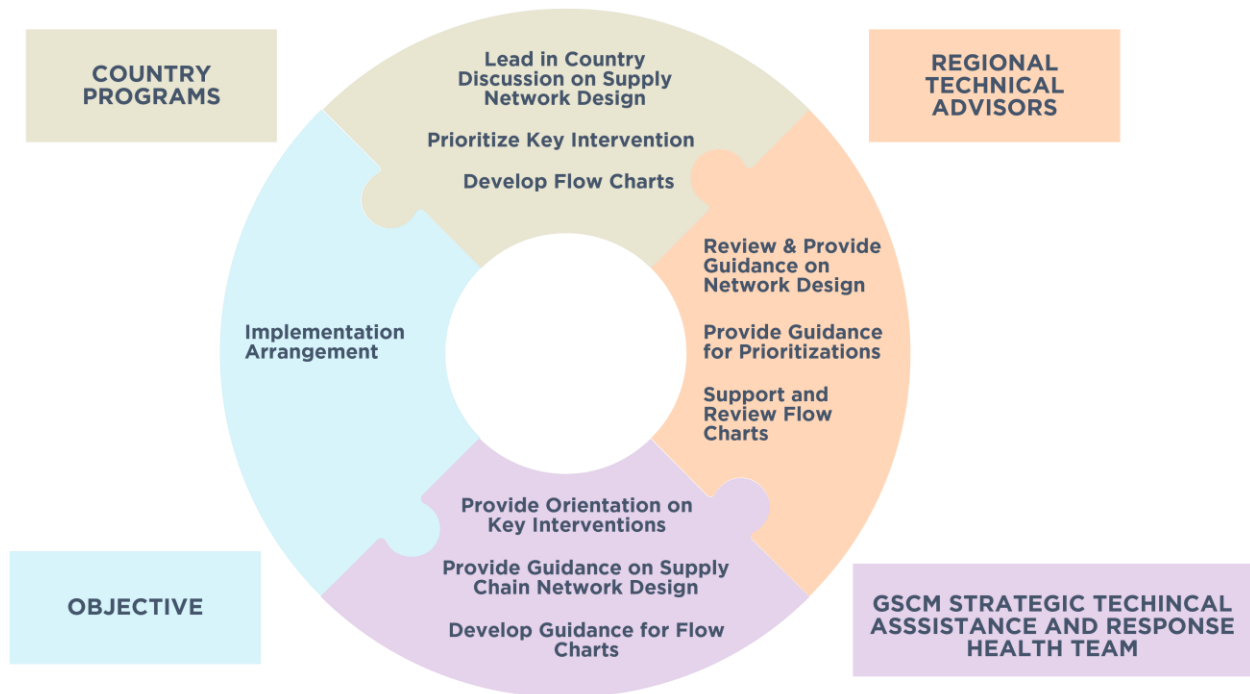 COUNTRY
PROGRAMS
Lead in Country
Discussion on Supply
Network Design
Prioritize Key Intervention
Develop Flow Charts
REGIONAL
TECHNICAL
ADVISORS
Review & Provide
Guidance on
Network Design
Provide Guidance
for Prioritizations
Support and
Review Flow
Charts
Implementation
Arrangement
Provide Orientation on
Key Interventions
Provide Guidance on Supply
Chain Network Design
Develop Guidance for Flow
Charts
OBJECTIVE
GSCM STRATEGIC TECHINCAL
ASSSISTANCE AND RESPONSE
HEALTH TEAM